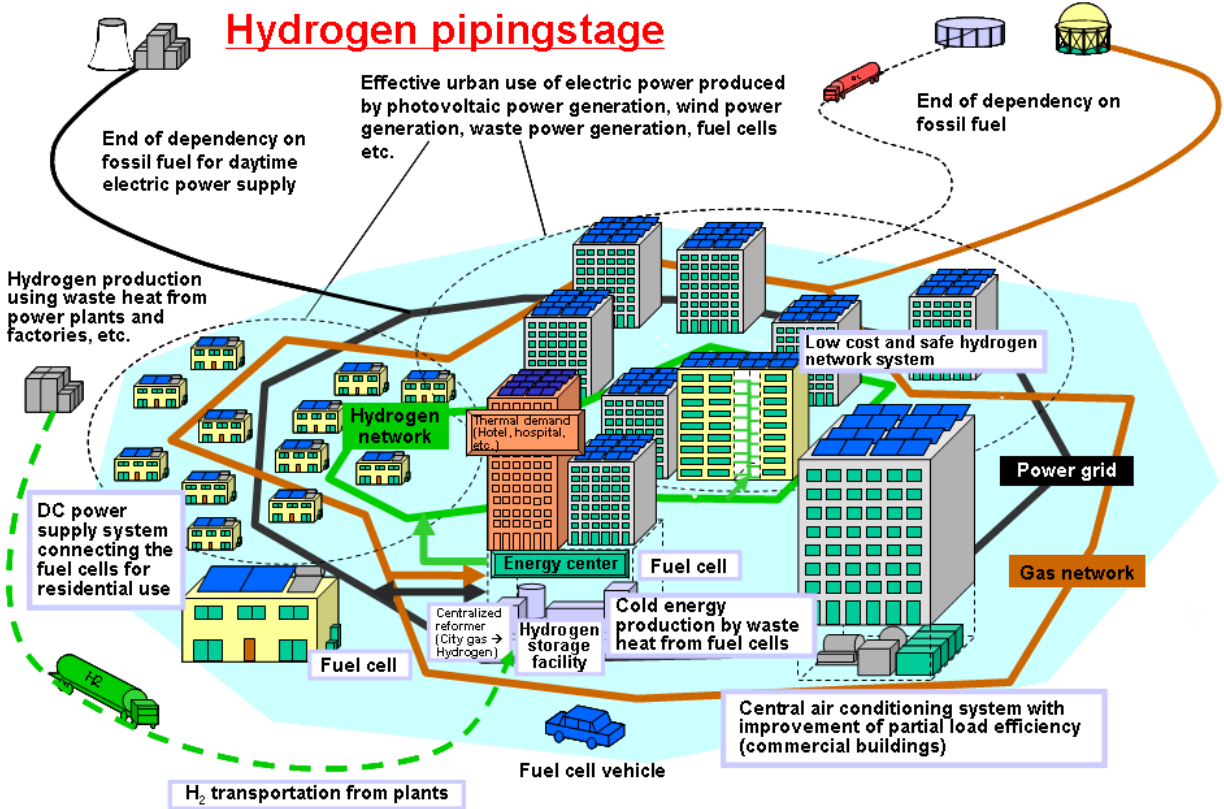 Hydrogen pipingstage
Effective urban use of electric power produced
by photovoltaic power generation, wind power
generation, waste power generation, fuel cells
etc.
End of dependency on
fossil fuel for daytime
electric power supply
End of dependency on
fossil fuel
Hydrogen production
using waste heat from
power plants and
factories, etc.
Low cost and safe hydrogen
network system
Hydrogen
network
Thermal demand
(Hotel, hospital,
etc.)
Power grid
DC power
supply system
connecting the
fuel cells for
residential use
Energy center
Fuel cell
Gas network
Centralized
reformer
(City gas →
Hydrogen)
Hydrogen
storage
facility
Cold energy
production by waste
heat from fuel cells
Fuel cell
H2
Central air conditioning system with
improvement of partial load efficiency
(commercial buildings)
Fuel cell vehicle
H₂ transportation from plants